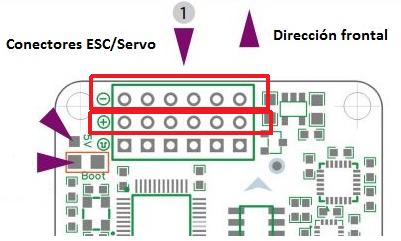 1
Conectores ESC/Servo
Dirección frontal
5V
Boot